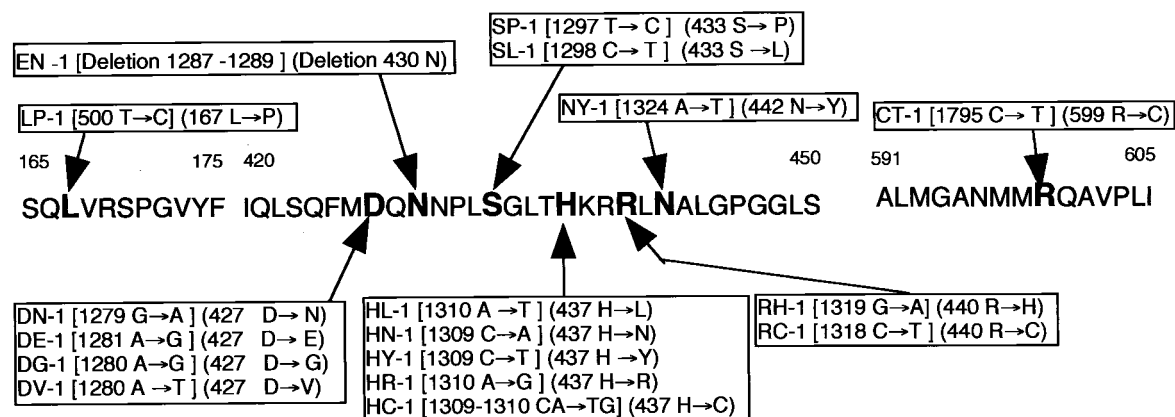 SP-1 [1297 T→ C] (433 S→ P)
SL-1 [1298 C→ T] (433 S →L)
EN -1 [Deletion 1287 -1289 ] (Deletion 430 N)
LP-1 [500 T→C] (167 L→P)
NY-1 [1324 A→T] (442 N→Y)
CT-1 [1795 C→ T] (599 R→C)
165 175 420 450 591 605
SQLVRSPGVYF IQLSQFMDQNNPLSGLTHKRRLNALGPGGLS ALMGANMMRQAVPLI
DN-1 [1279 G→A] (427 D→ N)
DE-1 [1281 A→G] (427 D→ E)
DG-1 [1280 A→G] (427 D→ G)
DV-1 [1280 A →T] (427 D→V)
HL-1 [1310 A →T] (437 H→L)
HN-1 [1309 C→A] (437 H→N)
HY-1 [1309 C→T] (437 H →Y)
HR-1 [1310 A→G] (437 H→R)
HC-1 [1309-1310 CA→TG] (437 H→C)
RH-1 [1319 G→A] (440 R→H)
RC-1 [1318 C→T] (440 R→C)